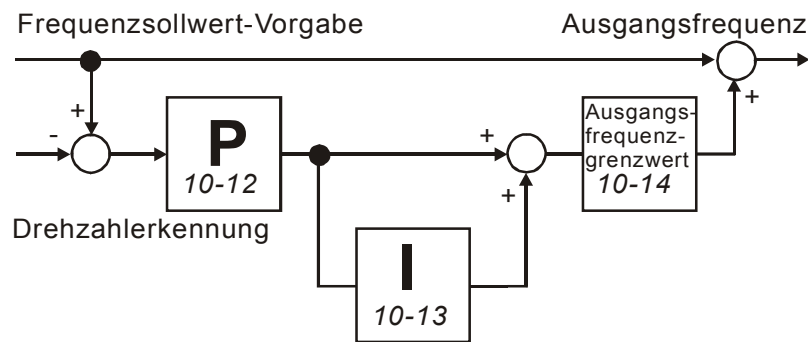 Frequenzsollwert-Vorgabe
Ausgangsfrequenz
+
+
-
P
10-12
+
+
Ausgangs-
frequenz-
grenzwert
10-14
Drehzahlerkennung
I
10-13